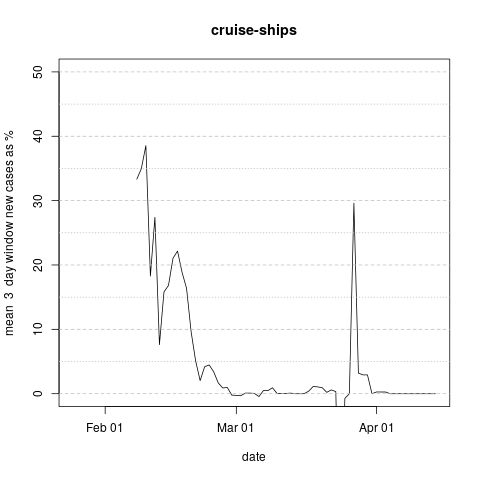 cruise-ships
mean 3 day window new cases as %
50
40
30
20
10
0
Feb 01
Mar 01
Apr 01
date